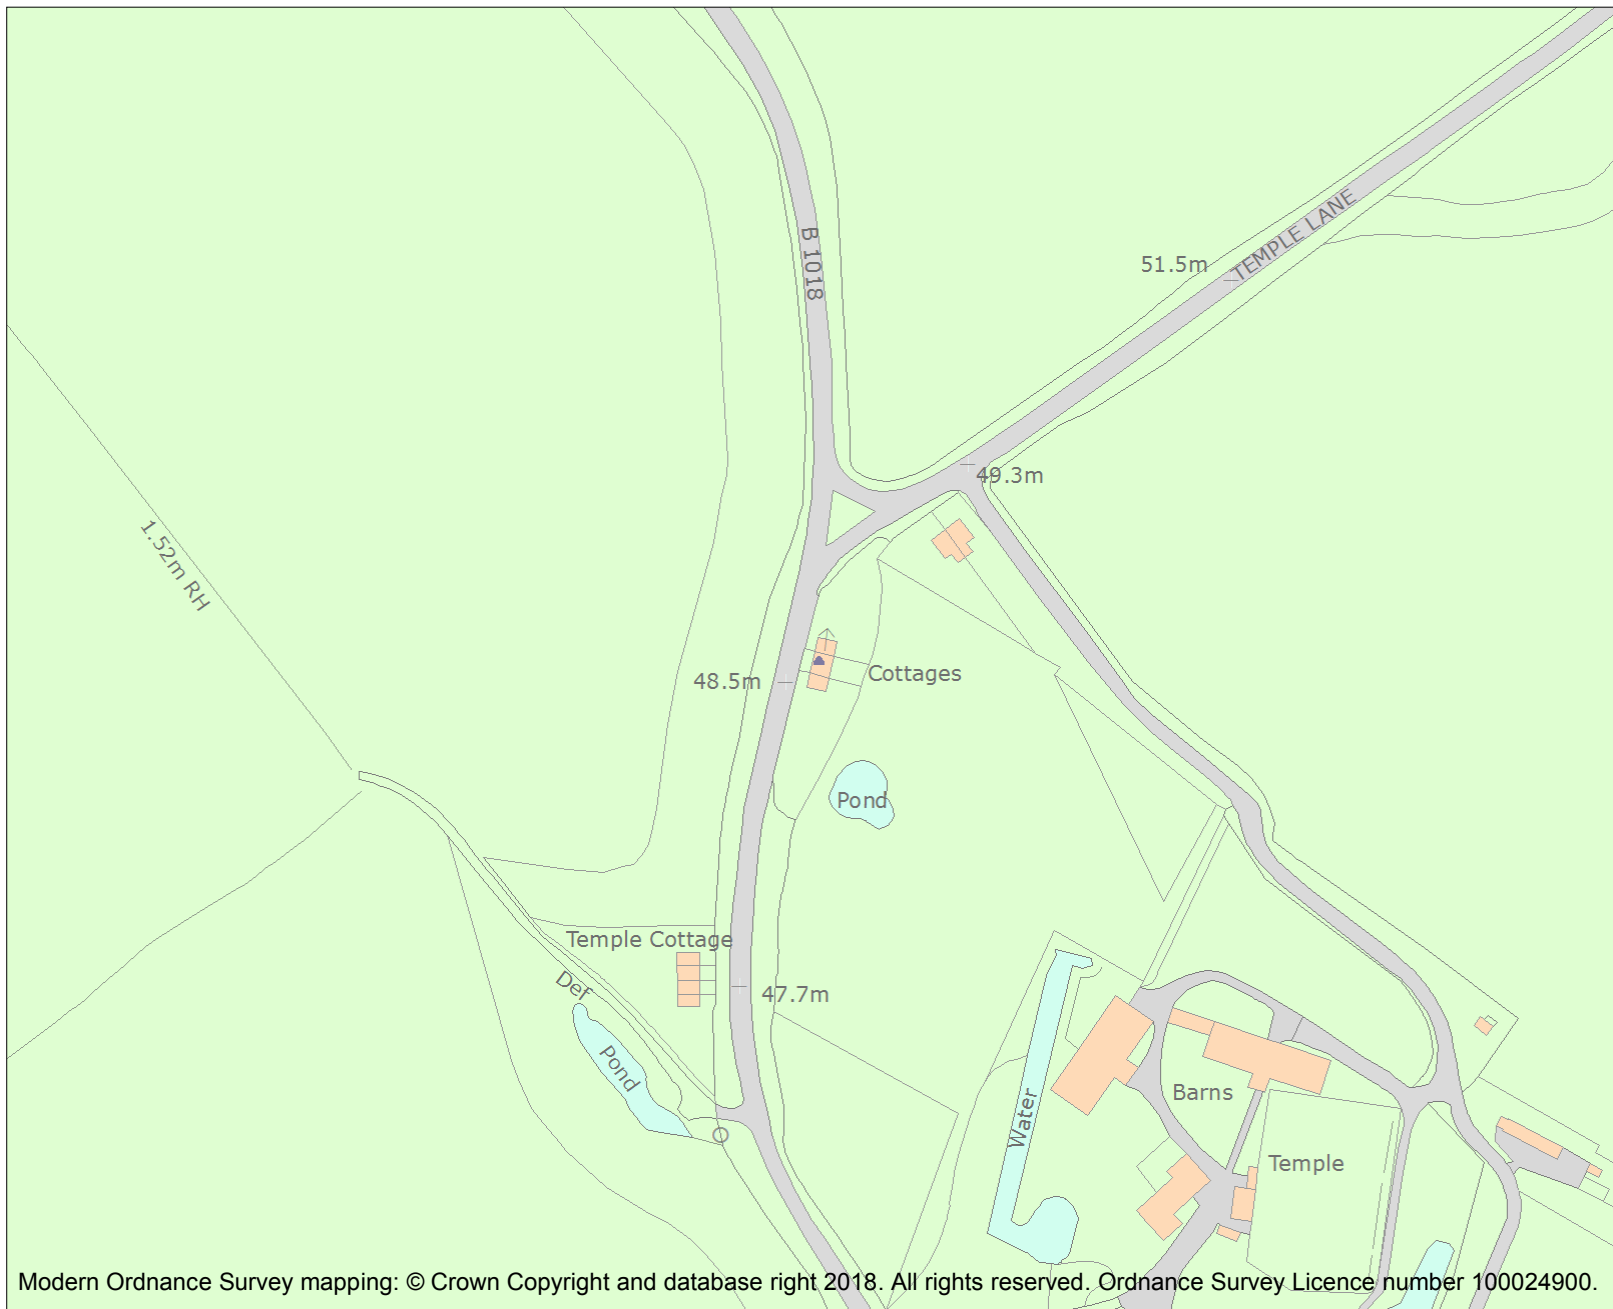 B 1018
TEMPLE LANE
51.5m
49.3m
1.52m RH
48.5m
Cottages
Pond
Temple Cottage
Def
47.7m
Pond
Water
Barns
Temple
Modern Ordnance Survey mapping: © Crown Copyright and database right 2018. All rights reserved. Ordnance Survey Licence number 100024900.